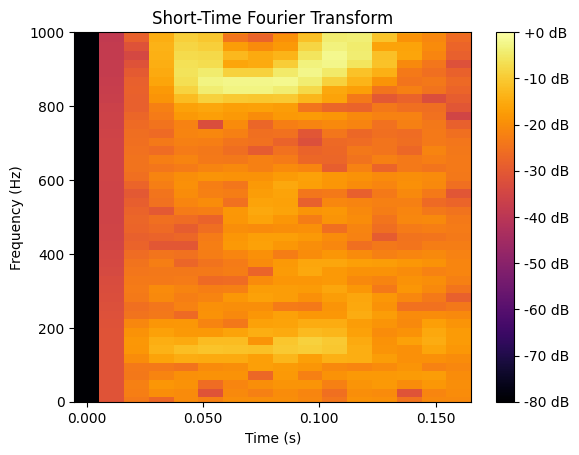 Short-Time Fourier Transform
Frequency (Hz)
1000
800
600
400
200
0
0.000
0.050
0.100
0.150
Time (s)
+0 dB
-10 dB
-20 dB
-30 dB
-40 dB
-50 dB
-60 dB
-70 dB
-80 dB